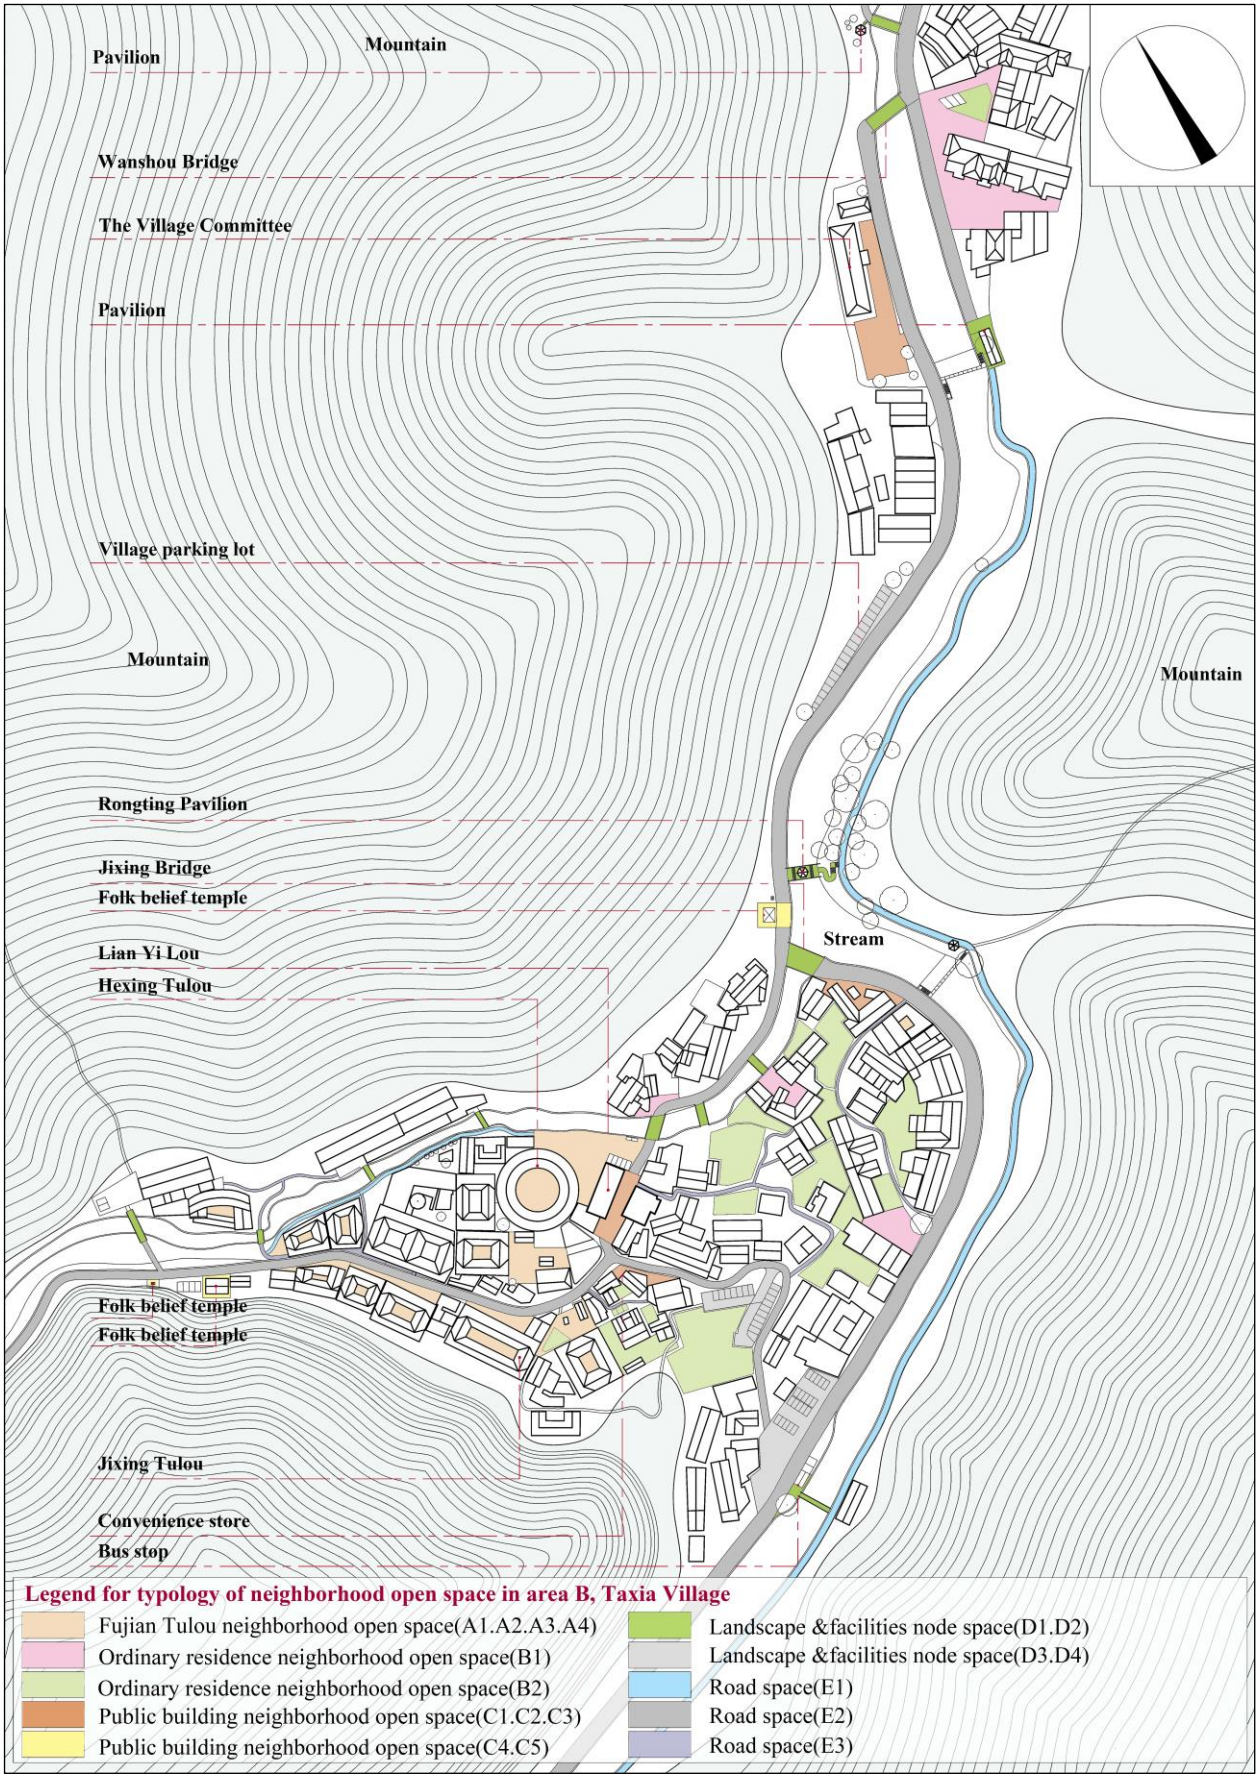 Pavilion
Mountain
Wanshou Bridge
The Village Committee
Pavilion
Village parking lot
Mountain
Mountain
Rongting Pavilion
Jixing Bridge
Folk belief temple
Stream
Lian Yi Lou
Hexing Tulou
Folk belief temple
Folk belief temple
Jixing Tulou
Convenience store
Bus stop
Legend for typology of neighborhood open space in area B, Taxia Village
Fujian Tulou neighborhood open space(A1.A2.A3.A4)
Ordinary residence neighborhood open space(B1)
Ordinary residence neighborhood open space(B2)
Public building neighborhood open space(C1.C2.C3)
Public building neighborhood open space(C4.C5)
Landscape &facilities node space(D1.D2)
Landscape &facilities node space(D3.D4)
Road space(E1)
Road space(E2)
Road space(E3)